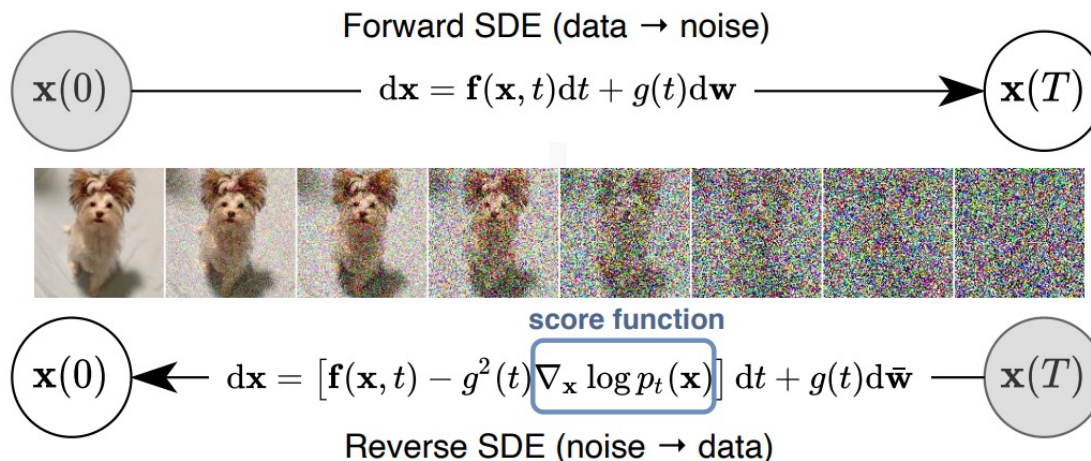 Forward SDE (data → noise)
x(0) dx = f(x, t)dt + g(t)dw x(T)
score function
x(0) dx = [f(x, t) − g²(t)∇ₓ log pₜ(x)] dt + g(t)dw̄ x(T)
Reverse SDE (noise → data)